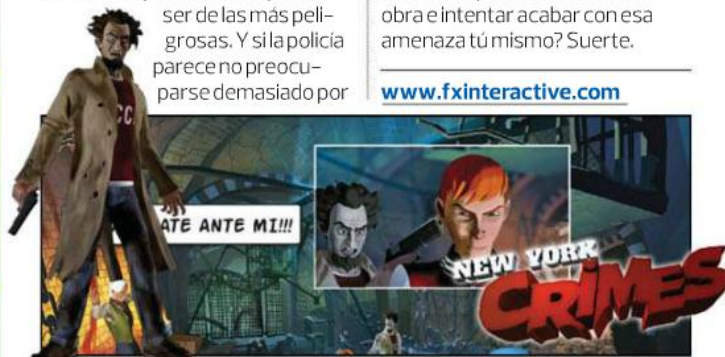 ser de las más peli-
grosas. Y si la policía
parece no preocu-
parse demasiado por
obra e intentar acabar con esa
amenaza tú mismo? Suerte.
www.fxinteractive.com
ATE ANTE MI!!!
NEW YORK
CRIMES